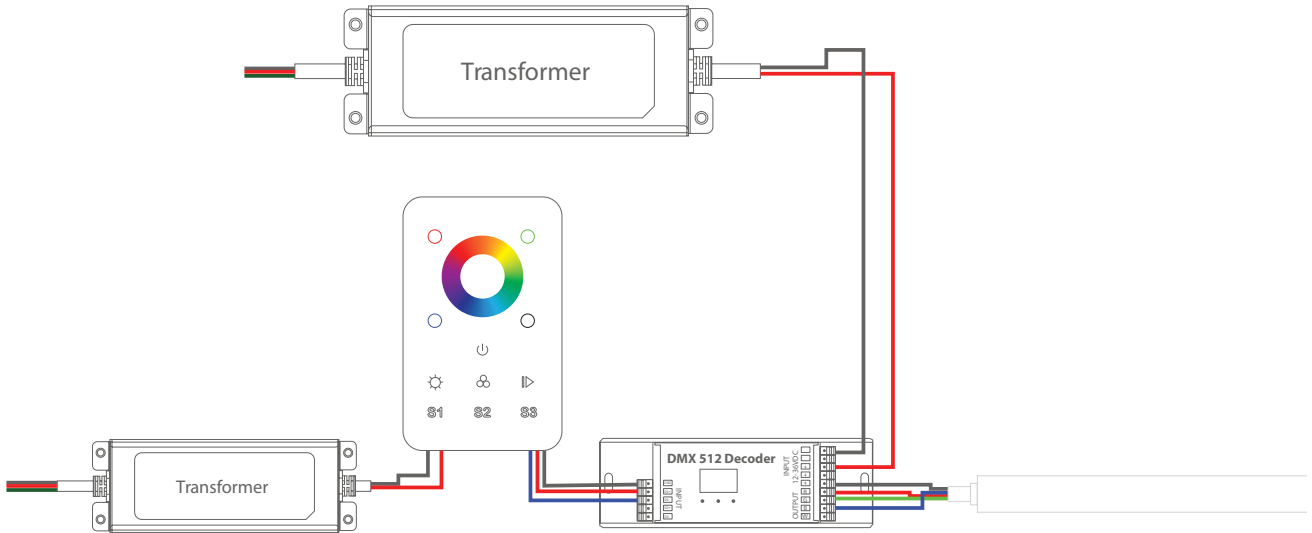 Transformer
S1 S2 S3
Transformer
DMX 512 Decoder
INPUT
INPUT
12-36VDC
OUTPUT